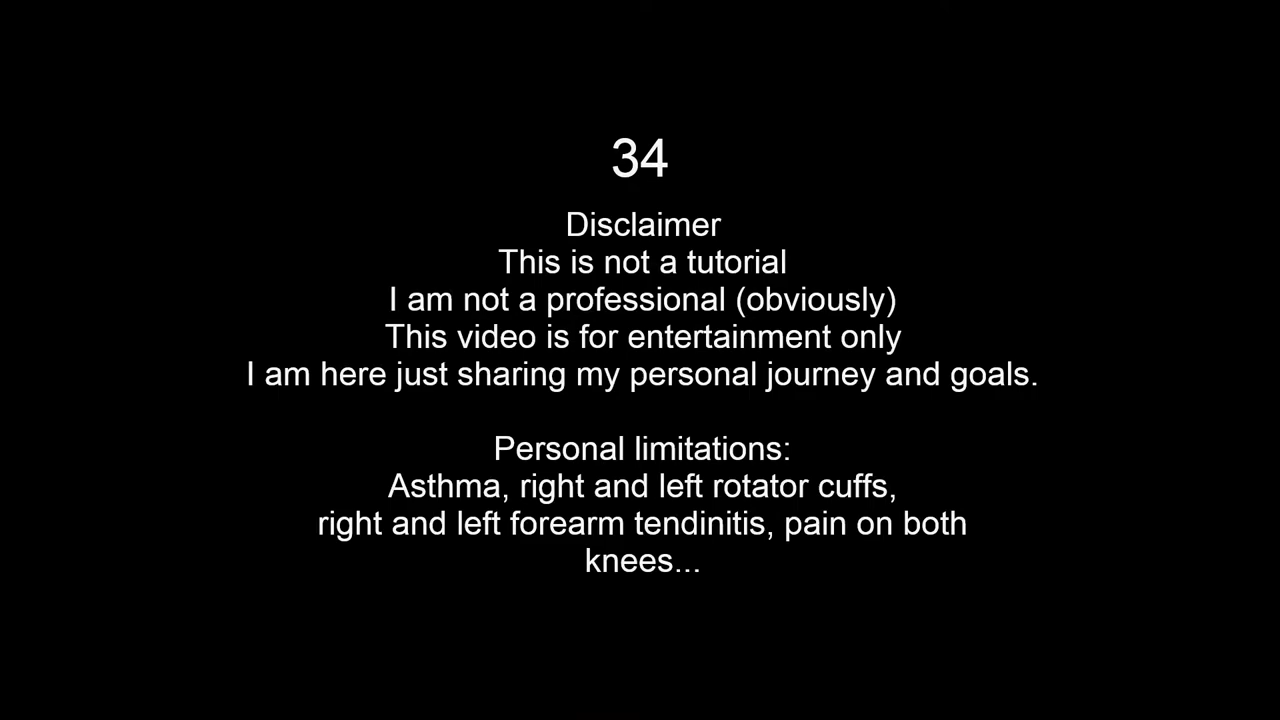 34
Disclaimer
This is not a tutorial
I am not a professional (obviously)
This video is for entertainment only
I am here just sharing my personal journey and goals.
Personal limitations:
Asthma, right and left rotator cuffs,
right and left forearm tendinitis, pain on both
knees...